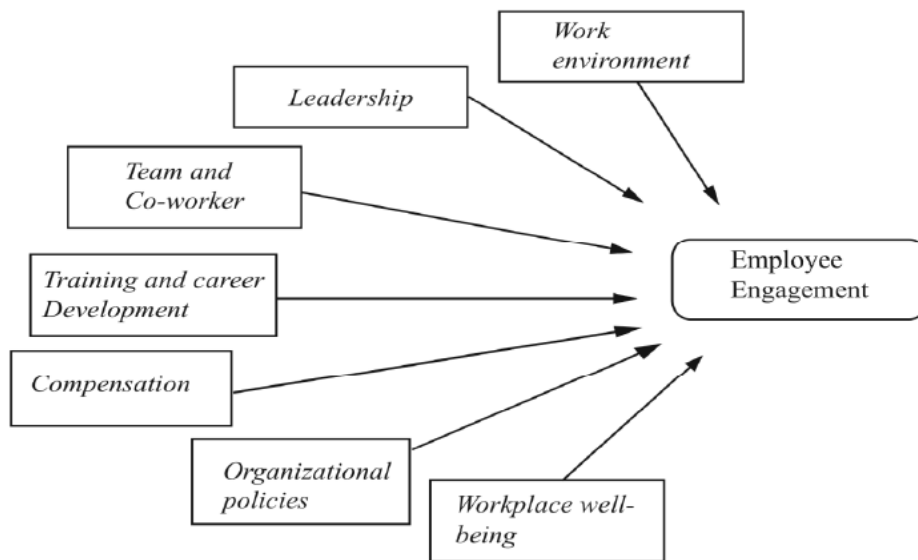 Work
environment
Leadership
Team and
Co-worker
Training and career
Development
Employee
Engagement
Compensation
Organizational
policies
Workplace well-
being